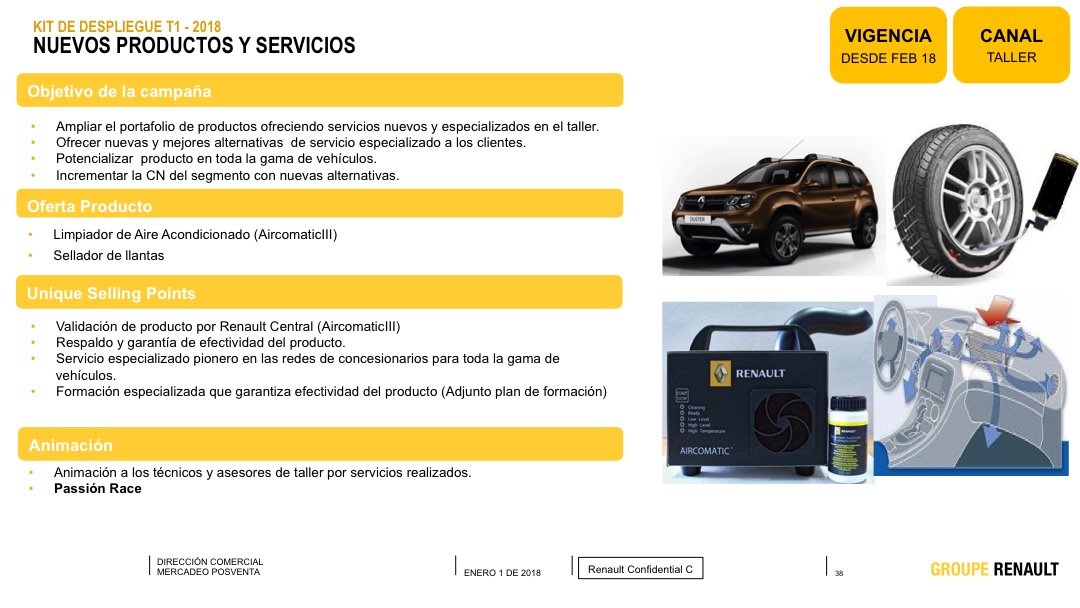 KIT DE DESPLIEGUE T1 - 2018
NUEVOS PRODUCTOS Y SERVICIOS
VIGENCIA
DESDE FEB 18
CANAL
TALLER
Objetivo de la campaña
• Ampliar el portafolio de productos ofreciendo servicios nuevos y especializados en el taller.
• Ofrecer nuevas y mejores alternativas de servicio especializado a los clientes.
• Potencializar producto en toda la gama de vehículos.
• Incrementar la CN del segmento con nuevas alternativas.
Oferta Producto
• Limpiador de Aire Acondicionado (AircomaticIII)
• Sellador de llantas
Unique Selling Points
• Validación de producto por Renault Central (AircomaticIII)
• Respaldo y garantía de efectividad del producto.
• Servicio especializado pionero en las redes de concesionarios para toda la gama de
vehículos.
• Formación especializada que garantiza efectividad del producto (Adjunto plan de formación)
Animación
• Animación a los técnicos y asesores de taller por servicios realizados.
• Passión Race
DUSTER
RENAULT
START
STOP
Cleaning
Ready
Low Level
High Level
High Temperature
AIRCOMATIC
RENAULT
DIRECCIÓN COMERCIAL
MERCADEO POSVENTA
ENERO 1 DE 2018
Renault Confidential C
38
GROUPE RENAULT